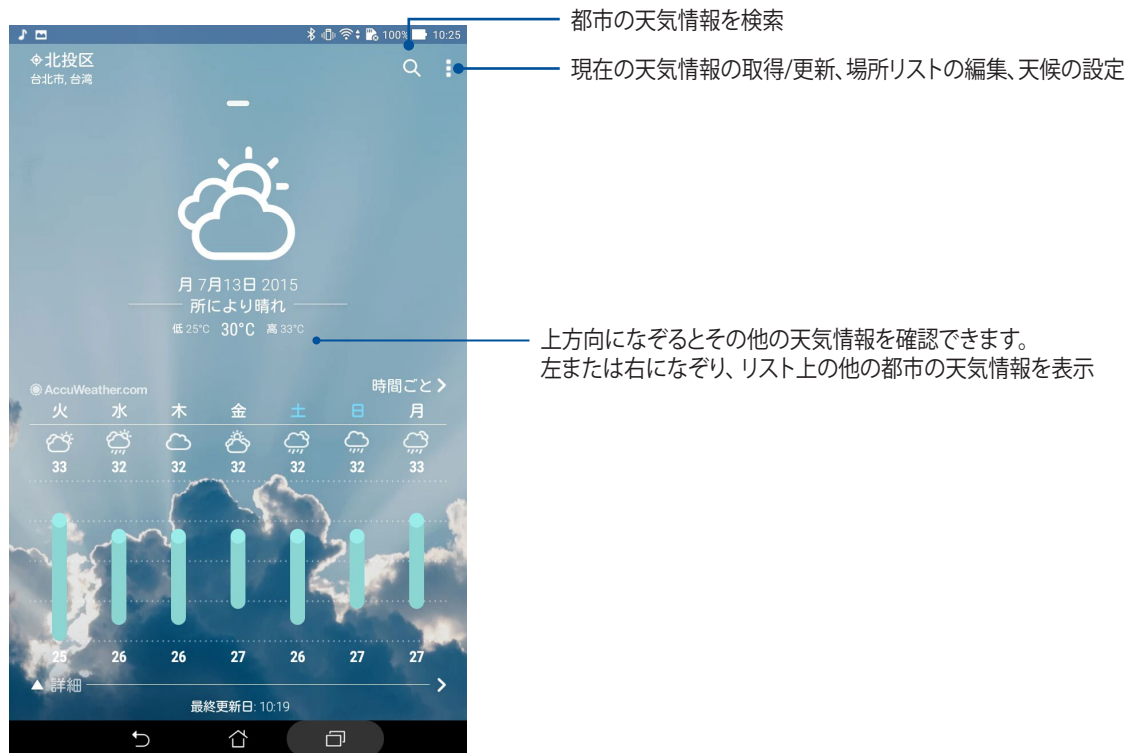 都市の天気情報を検索
100% 10:25
北投区
台北市, 台湾
現在の天気情報の取得/更新、場所リストの編集、天候の設定
月 7月13日 2015
所により晴れ
低 25°C 30°C 高 33°C
上方向になぞるとその他の天気情報を確認できます。
左または右になぞり、リスト上の他の都市の天気情報を表示
AccuWeather.com 時間ごと
火 水 木 金 土 日 月
33 32 32 32 32 32 33
25 26 26 27 26 27 27
詳細
最終更新日: 10:19